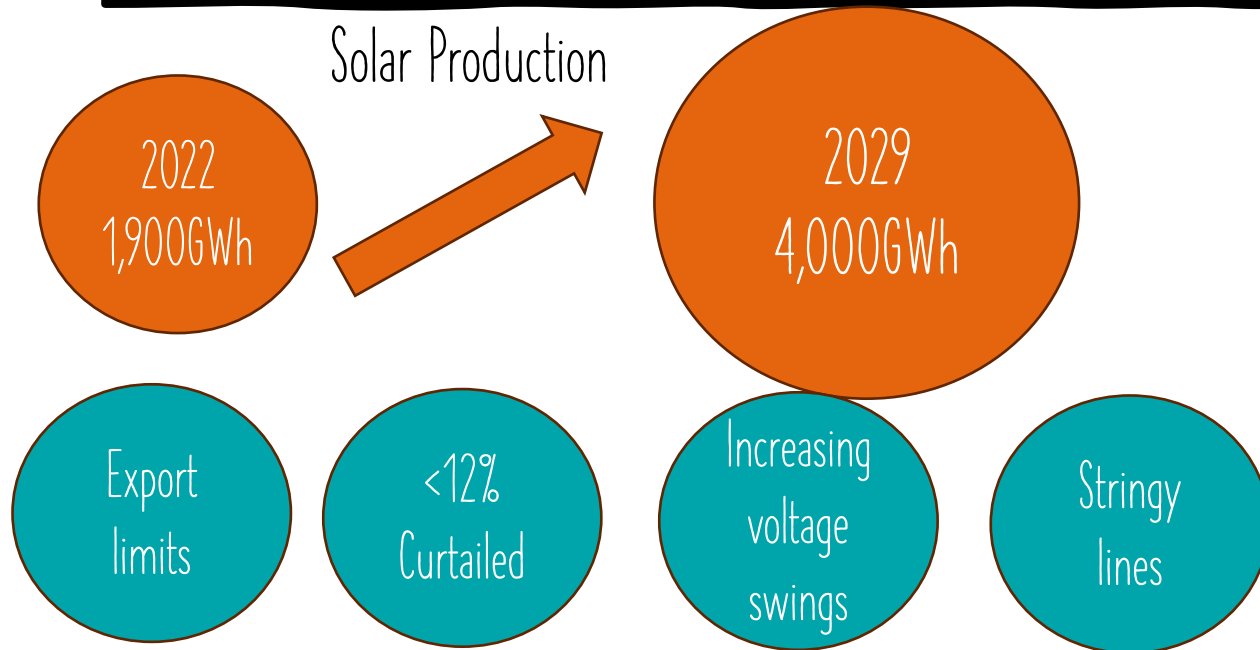 Solar Production
2022
1,900GWh
2029
4,000GWh
Export
limits
<12%
Curtailed
Increasing
voltage
swings
Stringy
lines